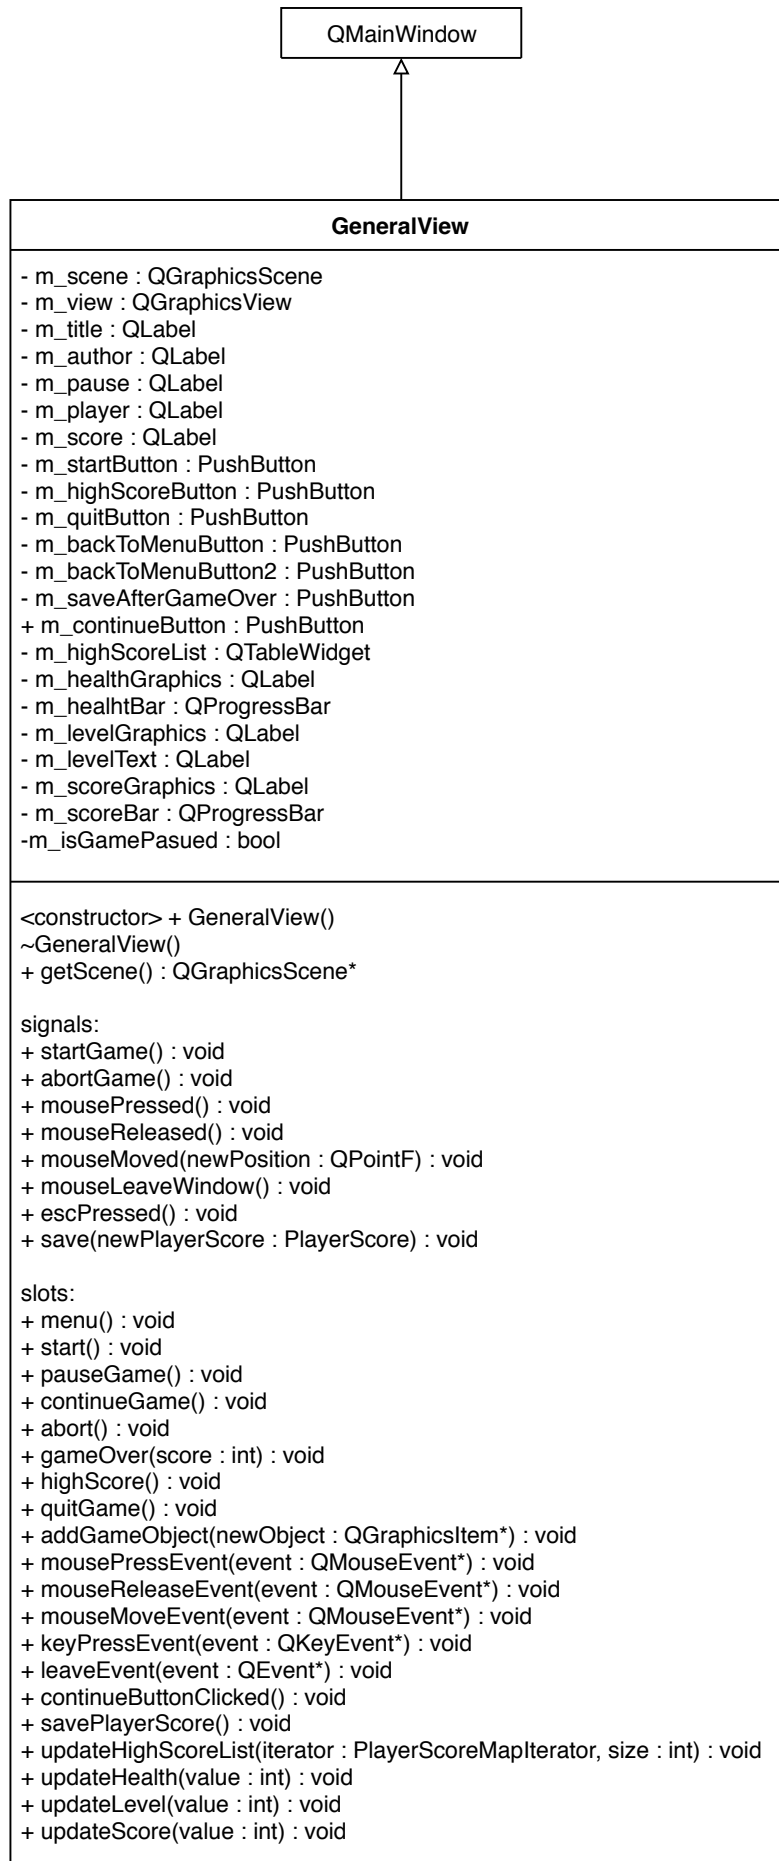 QMainWindow
GeneralView
- m_scene : QGraphicsScene
- m_view : QGraphicsView
- m_title : QLabel
- m_author : QLabel
- m_pause : QLabel
- m_player : QLabel
- m_score : QLabel
- m_startButton : PushButton
- m_highScoreButton : PushButton
- m_quitButton : PushButton
- m_backToMenuButton : PushButton
- m_backToMenuButton2 : PushButton
- m_saveAfterGameOver : PushButton
+ m_continueButton : PushButton
- m_highScoreList : QTableWidget
- m_healthGraphics : QLabel
- m_healhtBar : QProgressBar
- m_levelGraphics : QLabel
- m_levelText : QLabel
- m_scoreGraphics : QLabel
- m_scoreBar : QProgressBar
-m_isGamePasued : bool
<constructor> + GeneralView()
~GeneralView()
+ getScene() : QGraphicsScene*
signals:
+ startGame() : void
+ abortGame() : void
+ mousePressed() : void
+ mouseReleased() : void
+ mouseMoved(newPosition : QPointF) : void
+ mouseLeaveWindow() : void
+ escPressed() : void
+ save(newPlayerScore : PlayerScore) : void
slots:
+ menu() : void
+ start() : void
+ pauseGame() : void
+ continueGame() : void
+ abort() : void
+ gameOver(score : int) : void
+ highScore() : void
+ quitGame() : void
+ addGameObject(newObject : QGraphicsItem*) : void
+ mousePressEvent(event : QMouseEvent*) : void
+ mouseReleaseEvent(event : QMouseEvent*) : void
+ mouseMoveEvent(event : QMouseEvent*) : void
+ keyPressEvent(event : QKeyEvent*) : void
+ leaveEvent(event : QEvent*) : void
+ continueButtonClicked() : void
+ savePlayerScore() : void
+ updateHighScoreList(iterator : PlayerScoreMapIterator, size : int) : void
+ updateHealth(value : int) : void
+ updateLevel(value : int) : void
+ updateScore(value : int) : void